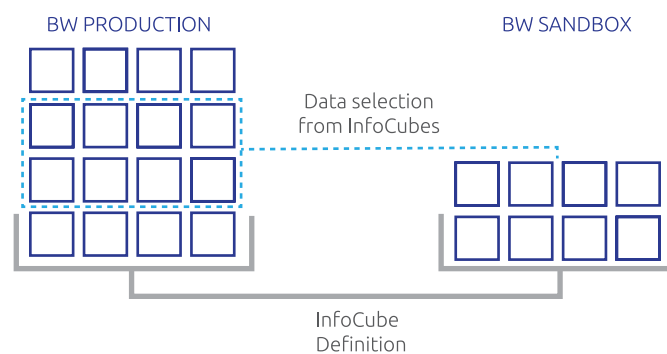 BW PRODUCTION
BW SANDBOX
Data selection
from InfoCubes
InfoCube
Definition